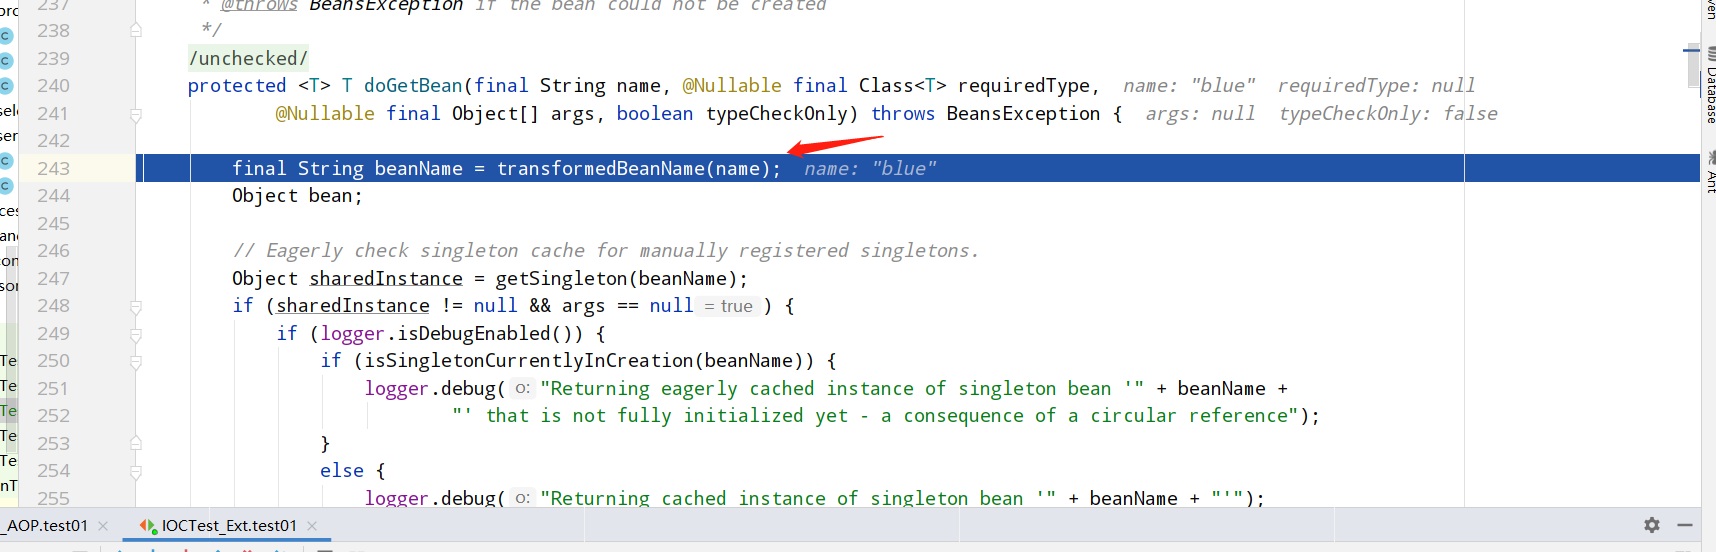 237 * @throws BeansException if the bean could not be created
238 */
239 /unchecked/
240 protected <T> T doGetBean(final String name, @Nullable final Class<T> requiredType, name: "blue" requiredType: null
241 @Nullable final Object[] args, boolean typeCheckOnly) throws BeansException { args: null typeCheckOnly: false
242
243 final String beanName = transformedBeanName(name); name: "blue"
244 Object bean;
245
246 // Eagerly check singleton cache for manually registered singletons.
247 Object sharedInstance = getSingleton(beanName);
248 if (sharedInstance != null && args == null = true ) {
249 if (logger.isDebugEnabled()) {
250 if (isSingletonCurrentlyInCreation(beanName)) {
251 logger.debug( o: "Returning eagerly cached instance of singleton bean '" + beanName +
252 "' that is not fully initialized yet - a consequence of a circular reference");
253 }
254 else {
255 logger.debug( o: "Returning cached instance of singleton bean '" + beanName + "'");
_AOP.test01
IOCTest_Ext.test01
Database
Ant